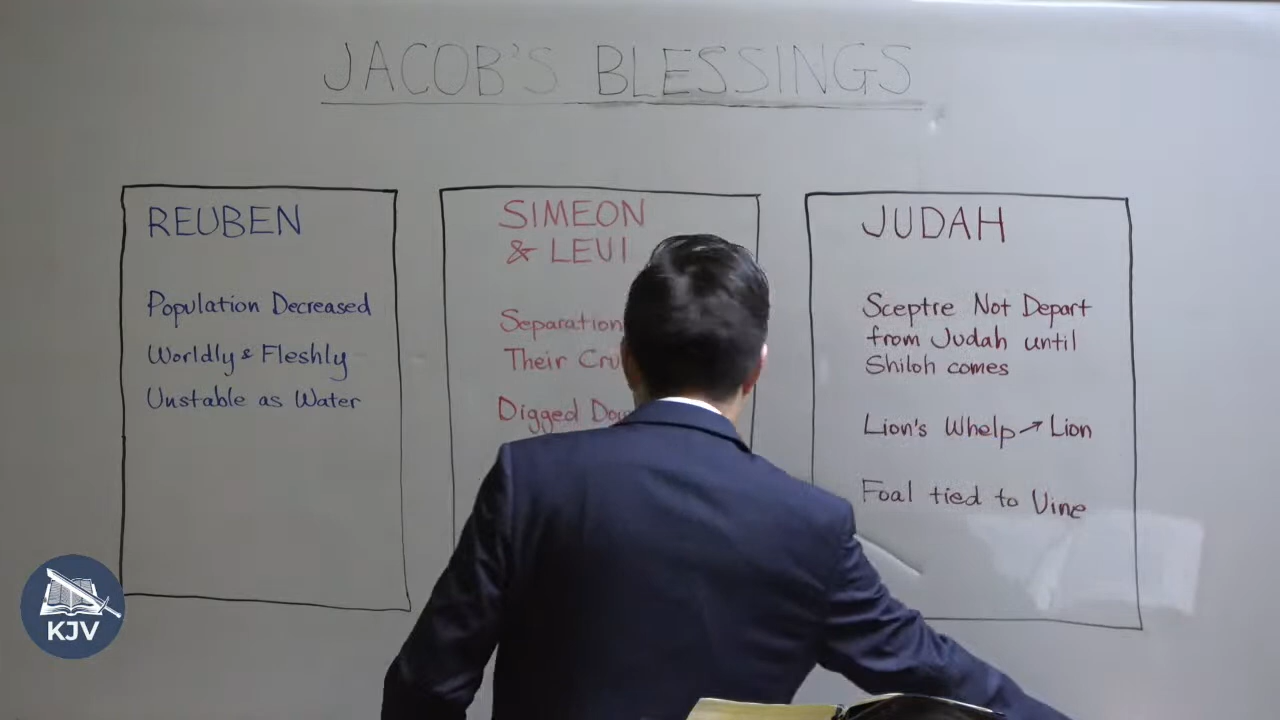 JACOB'S BLESSINGS
REUBEN
Population Decreased
Worldly & Fleshly
Unstable as Water
SIMEON
& LEVI
Separation
Their
Digged
JUDAH
Sceptre Not Depart
from Judah until
Shiloh comes
Lion's Whelp → Lion
Foal tied to Vine
KJV